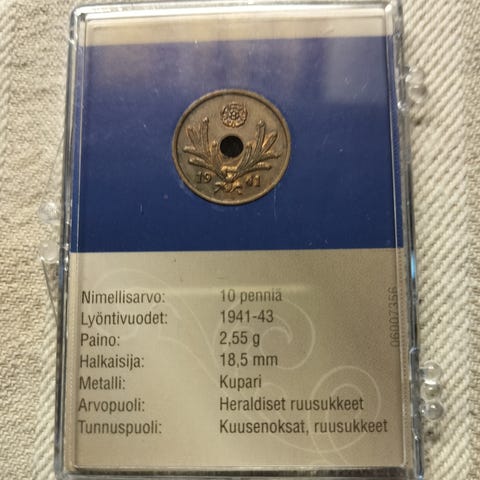 19 41
Nimellisarvo: 10 penniä
Lyöntivuodet: 1941-43
Paino: 2,55 g
Halkaisija: 18,5 mm
Metalli: Kupari
Arvopuoli: Heraldiset ruusukkeet
Tunnuspuoli: Kuusenoksat, ruusukkeet
06007356